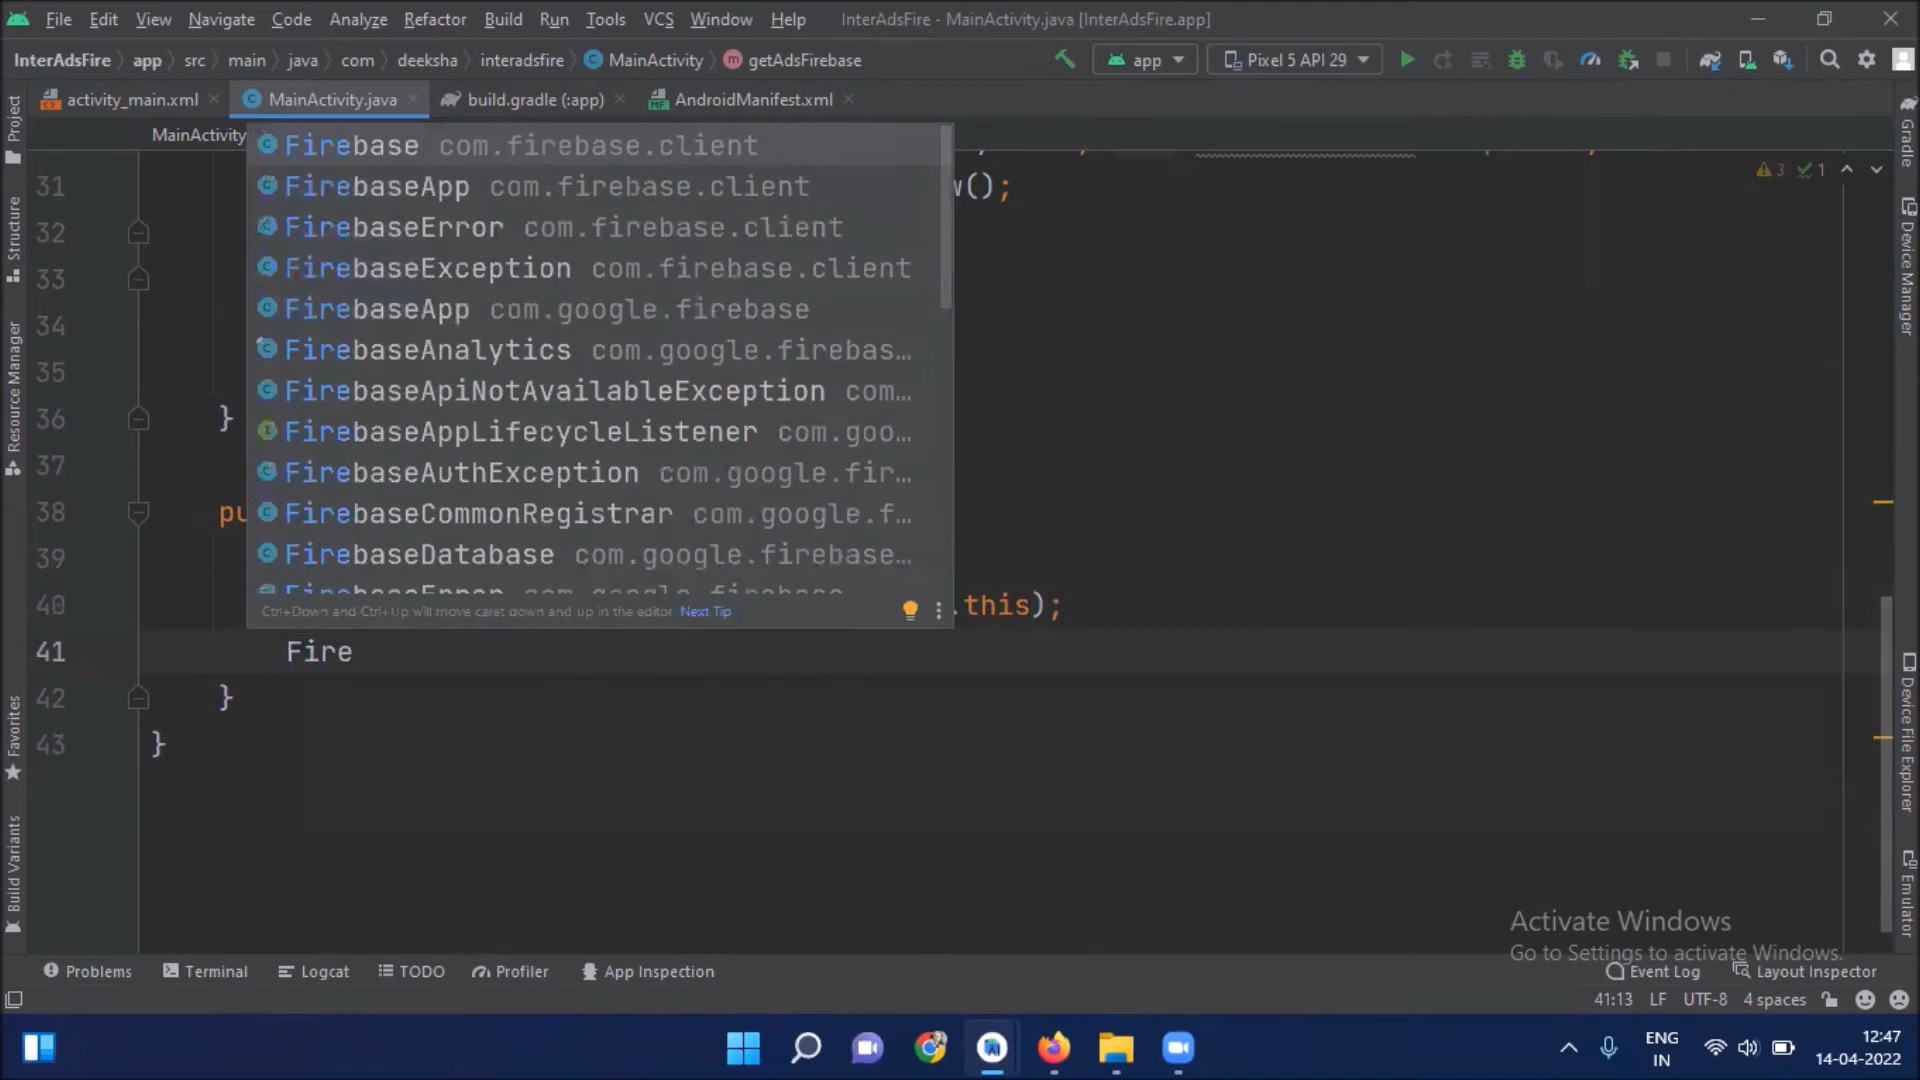 File Edit View Navigate Code Analyze Refactor Build Run Tools VCS Window Help InterAdsFire - MainActivity.java [InterAdsFire.app]
InterAdsFire app src main java com deeksha interadsfire MainActivity getAdsFirebase app Pixel 5 API 29
activity_main.xml MainActivity.java build.gradle (:app) AndroidManifest.xml
MainActivity
Firebase com.firebase.client
FirebaseApp com.firebase.client
FirebaseError com.firebase.client
FirebaseException com.firebase.client
FirebaseApp com.google.firebase
FirebaseAnalytics com.google.firebas…
FirebaseApiNotAvailableException com…
FirebaseAppLifecycleListener com.goo…
FirebaseAuthException com.google.fir…
FirebaseCommonRegistrar com.google.f…
FirebaseDatabase com.google.firebase…
Ctrl+Down and Ctrl+Up will move caret down and up in the editor Next Tip
3 1
31 ();
32
33
34
35
36 }
37
38 pu
39
40 .this);
41 Fire
42 }
43 }
Project
Structure
Resource Manager
Favorites
Build Variants
Gradle
Device Manager
Device File Explorer
Emulator
Activate Windows
Go to Settings to activate Windows.
Problems Terminal Logcat TODO Profiler App Inspection Event Log Layout Inspector
41:13 LF UTF-8 4 spaces
ENG
IN
12:47
14-04-2022